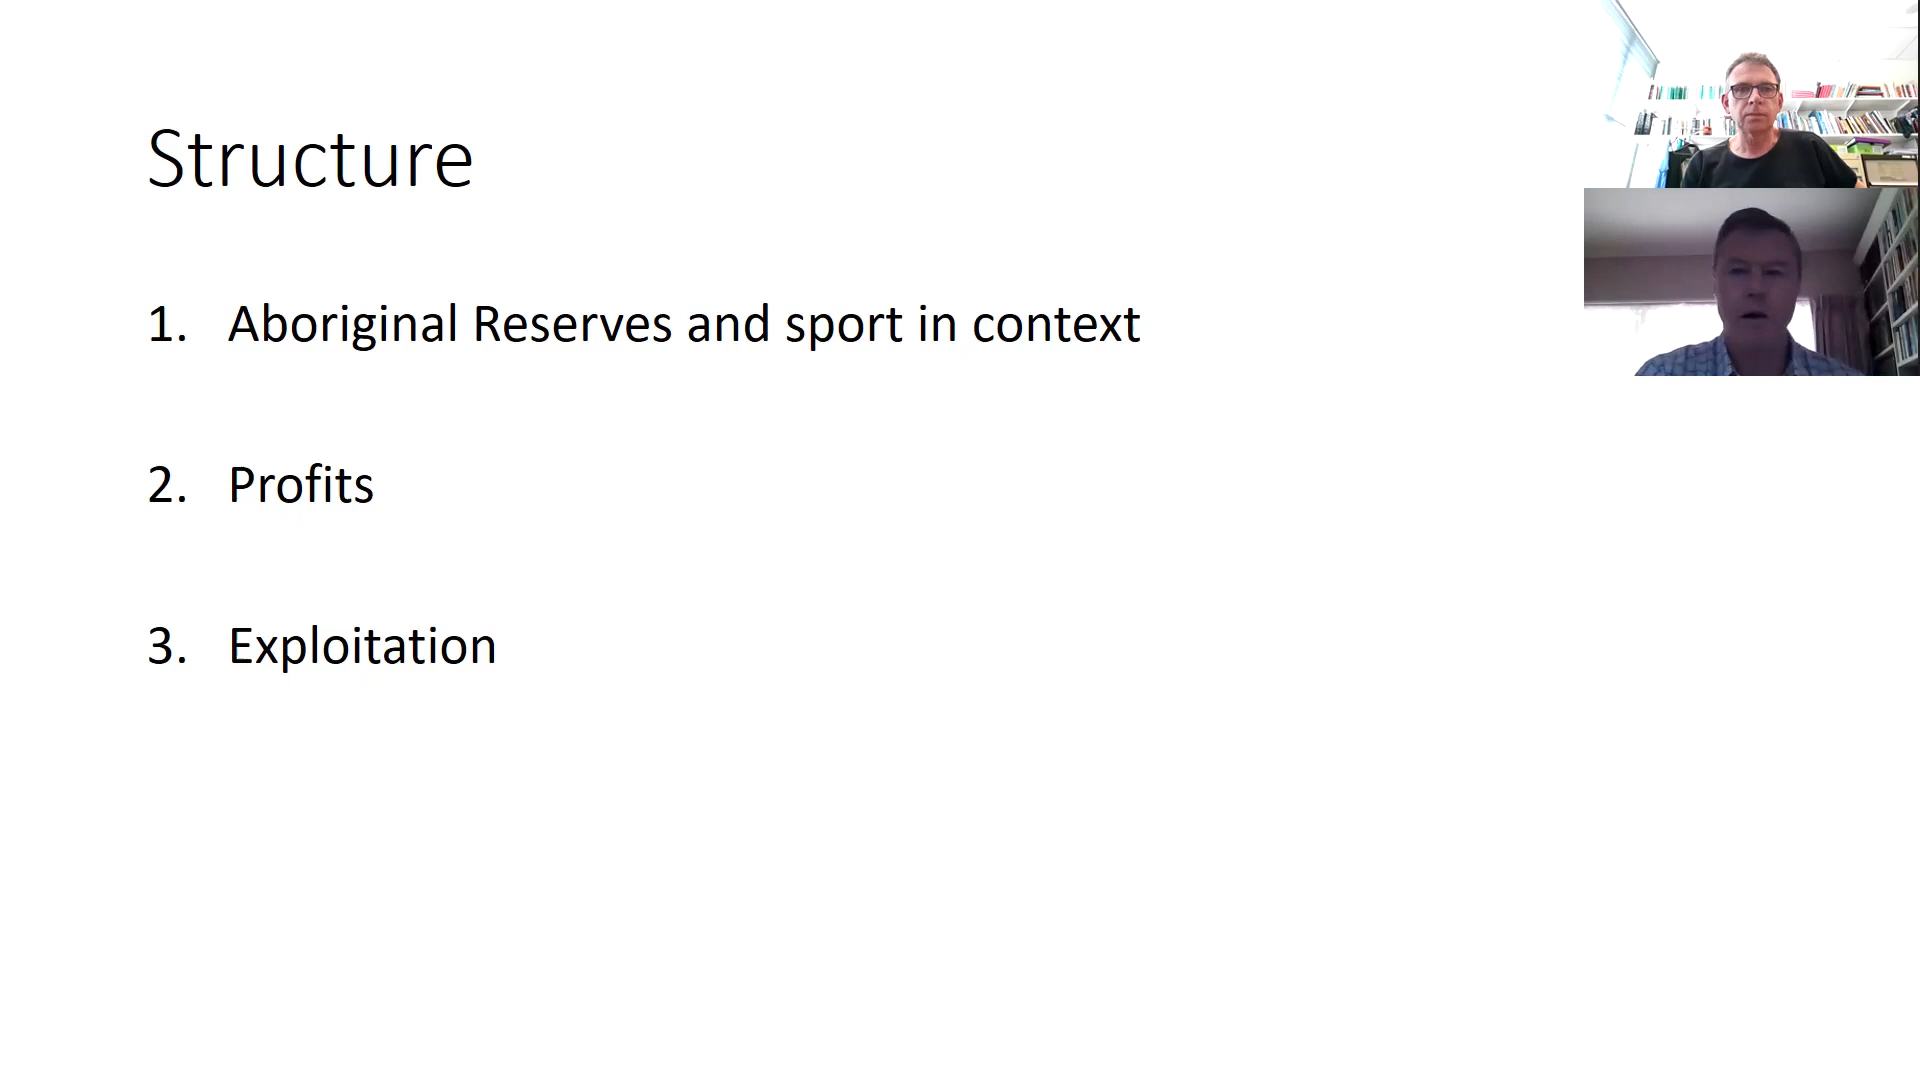 Structure
1. Aboriginal Reserves and sport in context
2. Profits
3. Exploitation